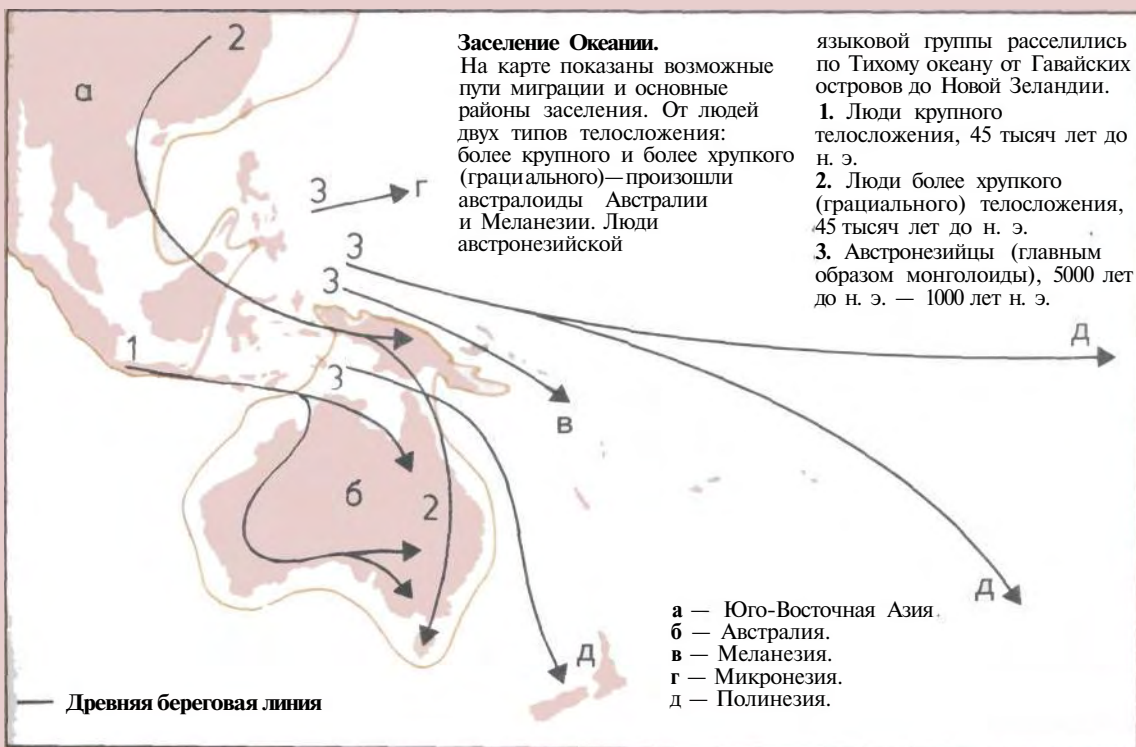 Заселение Океании.
На карте показаны возможные
пути миграции и основные
районы заселения. От людей
двух типов телосложения:
более крупного и более хрупкого
(грациального)—произошли
австралоиды Австралии
и Меланезии. Люди
австронезийской
языковой группы расселились
по Тихому океану от Гавайских
островов до Новой Зеландии.
1. Люди крупного
телосложения, 45 тысяч лет до
н. э.
2. Люди более хрупкого
(грациального) телосложения,
45 тысяч лет до н. э.
3. Австронезийцы (главным
образом монголоиды), 5000 лет
до н. э. — 1000 лет н. э.
2
а
3
г
3
3
1
3
д
в
б
2
д
д
а — Юго-Восточная Азия.
б — Австралия.
в — Меланезия.
г — Микронезия.
д — Полинезия.
Древняя береговая линия